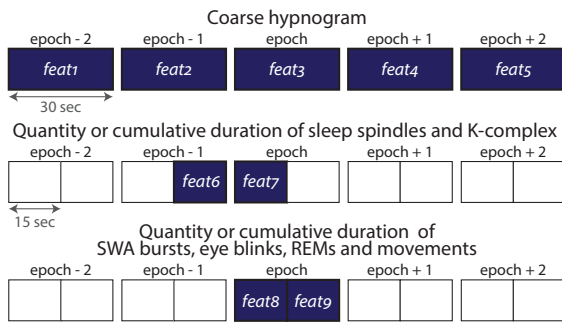 Coarse hypnogram
epoch - 2 epoch - 1 epoch epoch + 1 epoch + 2
feat1 feat2 feat3 feat4 feat5
30 sec
Quantity or cumulative duration of sleep spindles and K-complex
epoch - 2 epoch - 1 epoch epoch + 1 epoch + 2
feat6 feat7
15 sec
Quantity or cumulative duration of
SWA bursts, eye blinks, REMs and movements
epoch - 2 epoch - 1 epoch epoch + 1 epoch + 2
feat8 feat9